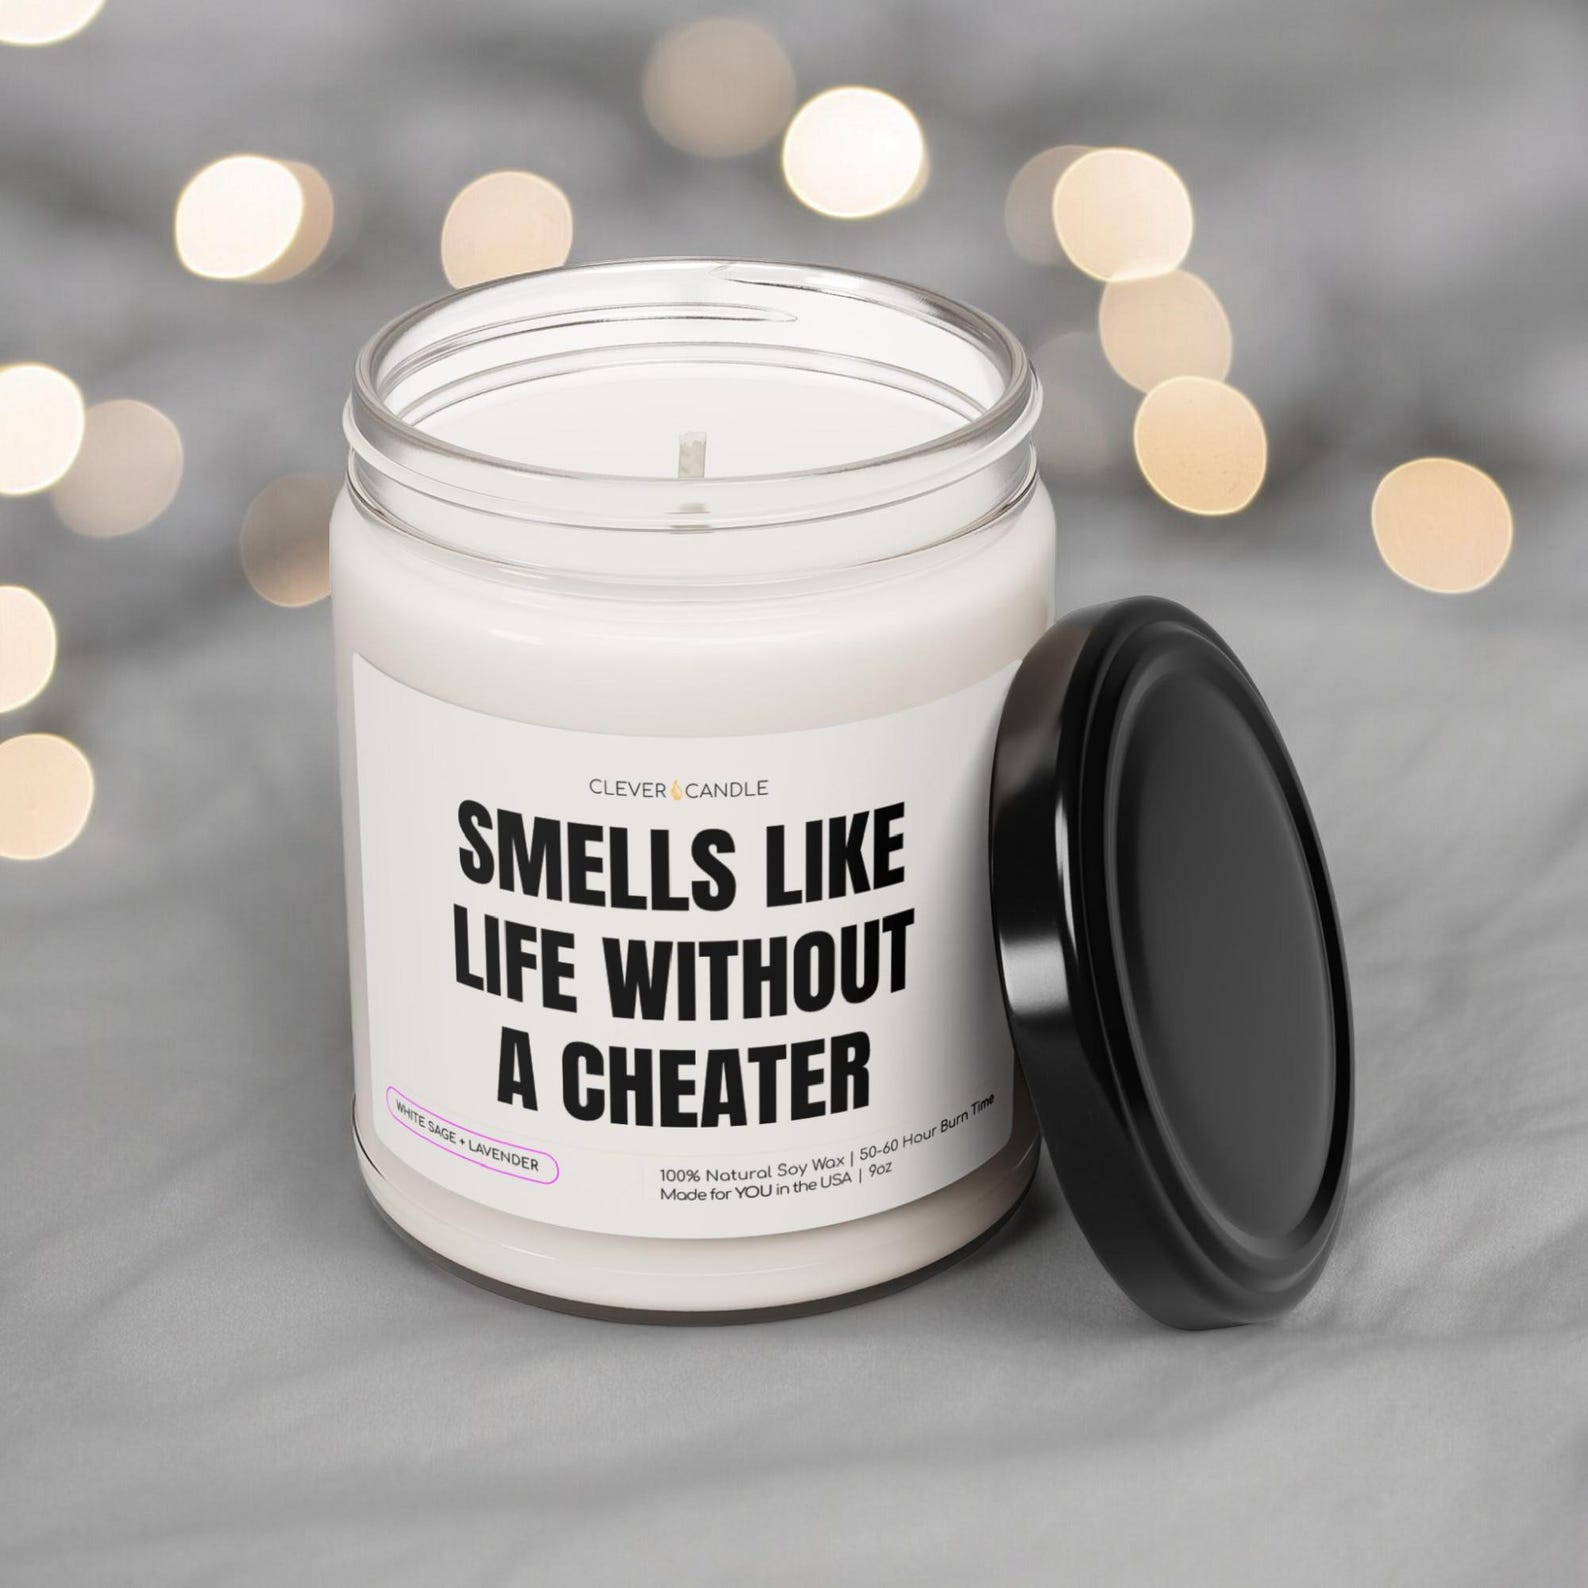 CLEVER CANDLE
SMELLS LIKE
LIFE WITHOUT
A CHEATER
WHITE SAGE + LAVENDER
100% Natural Soy Wax | 50-60 Hour Burn Time
Made for YOU in the USA | 9oz